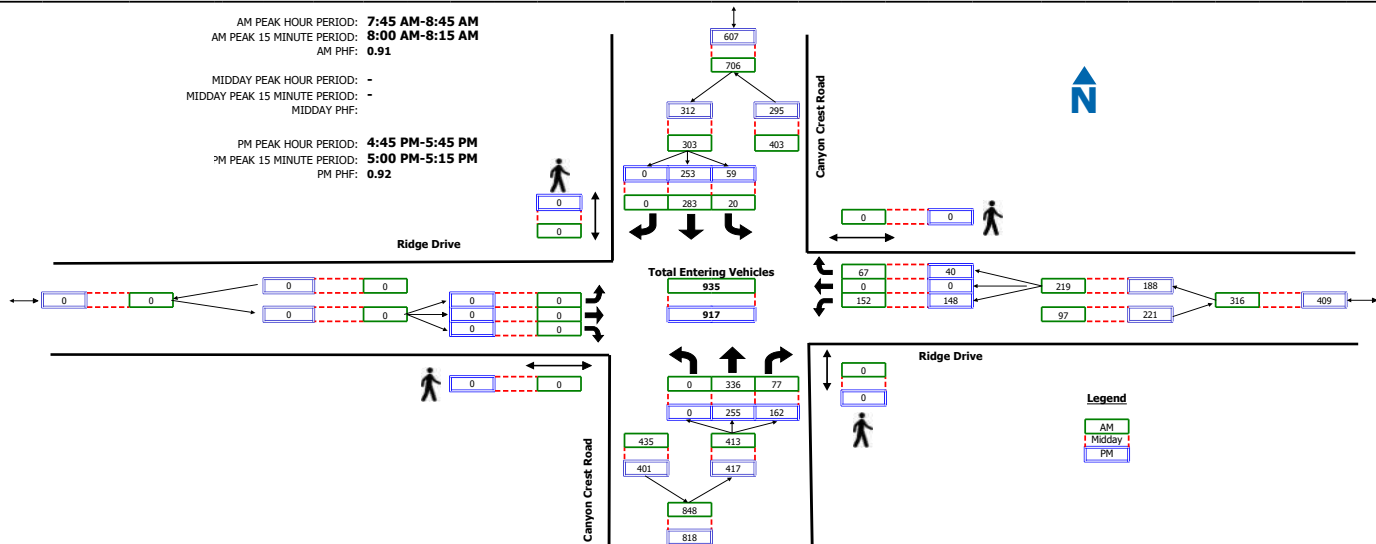 AM PEAK HOUR PERIOD: 7:45 AM-8:45 AM
AM PEAK 15 MINUTE PERIOD: 8:00 AM-8:15 AM
AM PHF: 0.91
MIDDAY PEAK HOUR PERIOD: -
MIDDAY PEAK 15 MINUTE PERIOD: -
MIDDAY PHF:
PM PEAK HOUR PERIOD: 4:45 PM-5:45 PM
PM PEAK 15 MINUTE PERIOD: 5:00 PM-5:15 PM
PM PHF: 0.92
607
706
312 295
303 403
0 253 59
0 283 20
Canyon Crest Road
N
0
0
0 0
Ridge Drive
Total Entering Vehicles
935
917
0 0
0 0
0 0
0 0
0 0
0 0
67 40
0 0
152 148
219 188
97 221
316 409
Ridge Drive
0 0
0 336 77
0 255 162
435 413
401 417
848
818
Canyon Crest Road
0
0
Legend
AM
Midday
PM